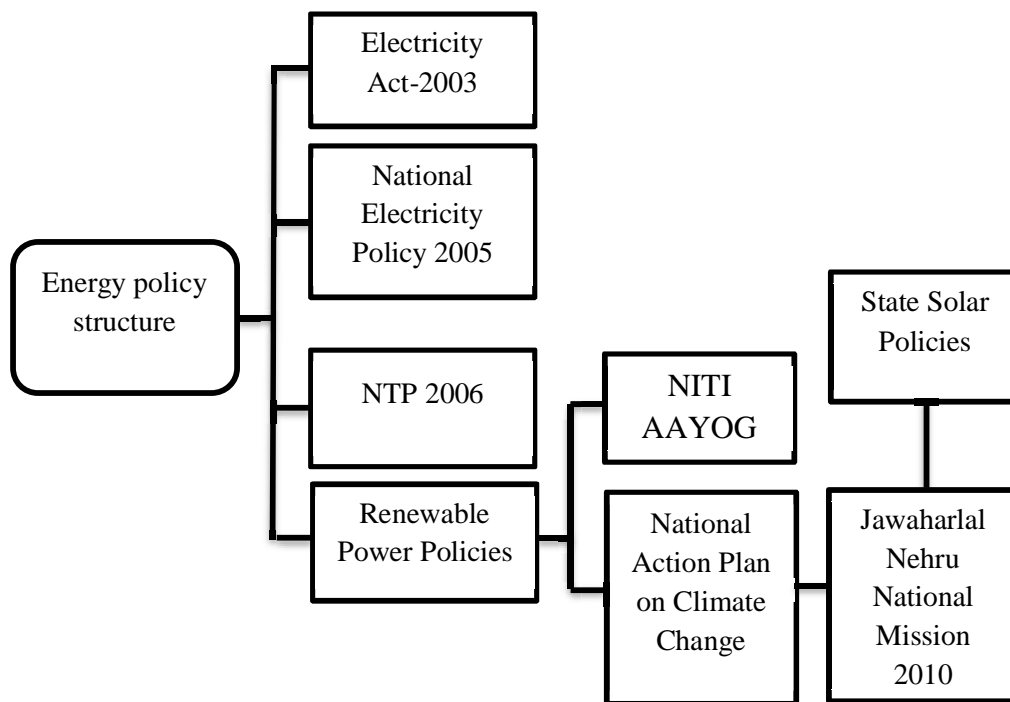 Electricity
Act-2003
National
Electricity
Policy 2005
Energy policy
structure
State Solar
Policies
NTP 2006
NITI
AAYOG
Renewable
Power Policies
National
Action Plan
on Climate
Change
Jawaharlal
Nehru
National
Mission
2010